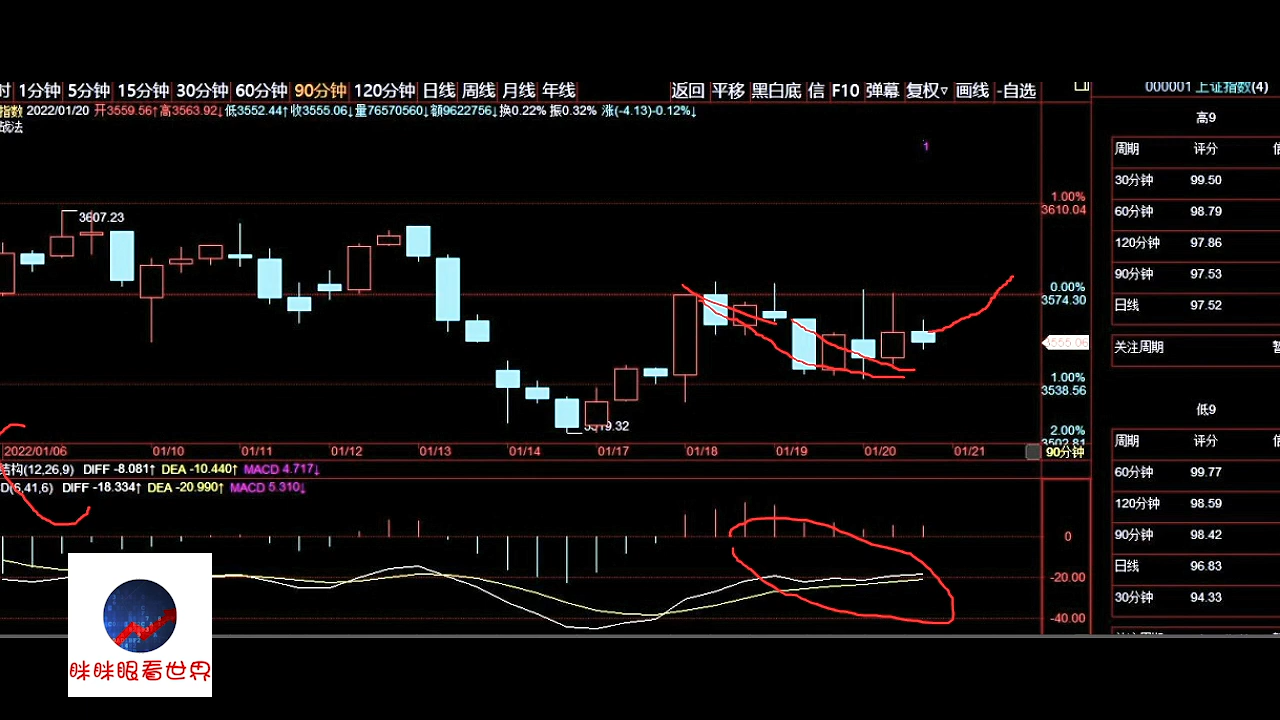 时 1分钟 5分钟 15分钟 30分钟 60分钟 90分钟 120分钟 日线 周线 月线 年线 返回 平移 黑白底 信 F10 弹幕 复权▿ 画线 -自选
指数 2022/01/20 开3559.56↑ 高3563.92↓ 低3552.44↑ 收3555.06↓ 量76570560↓ 额9622756↓ 换0.22% 振0.32% 涨(-4.13)-0.12%↓
战法
1
3607.23
1.00%
3610.04
0.00%
3574.30
3555.06
1.00%
3538.56
2.00%
3502.81
2022/01/06 01/10 01/11 01/12 01/13 01/14 01/17 01/18 01/19 01/20 01/21 90分钟
结构(12,26,9) DIFF -8.081↑ DEA -10.440↑ MACD 4.717↓
D(6,41,6) DIFF -18.334↑ DEA -20.990↑ MACD 5.310↓
0
-20.00
-40.00
000001 上证指数(4)
高9
周期 评分
30分钟 99.50
60分钟 98.79
120分钟 97.86
90分钟 97.53
日线 97.52
关注周期
低9
周期 评分
60分钟 99.77
120分钟 98.59
90分钟 98.42
日线 96.83
30分钟 94.33
眯眯眼看世界